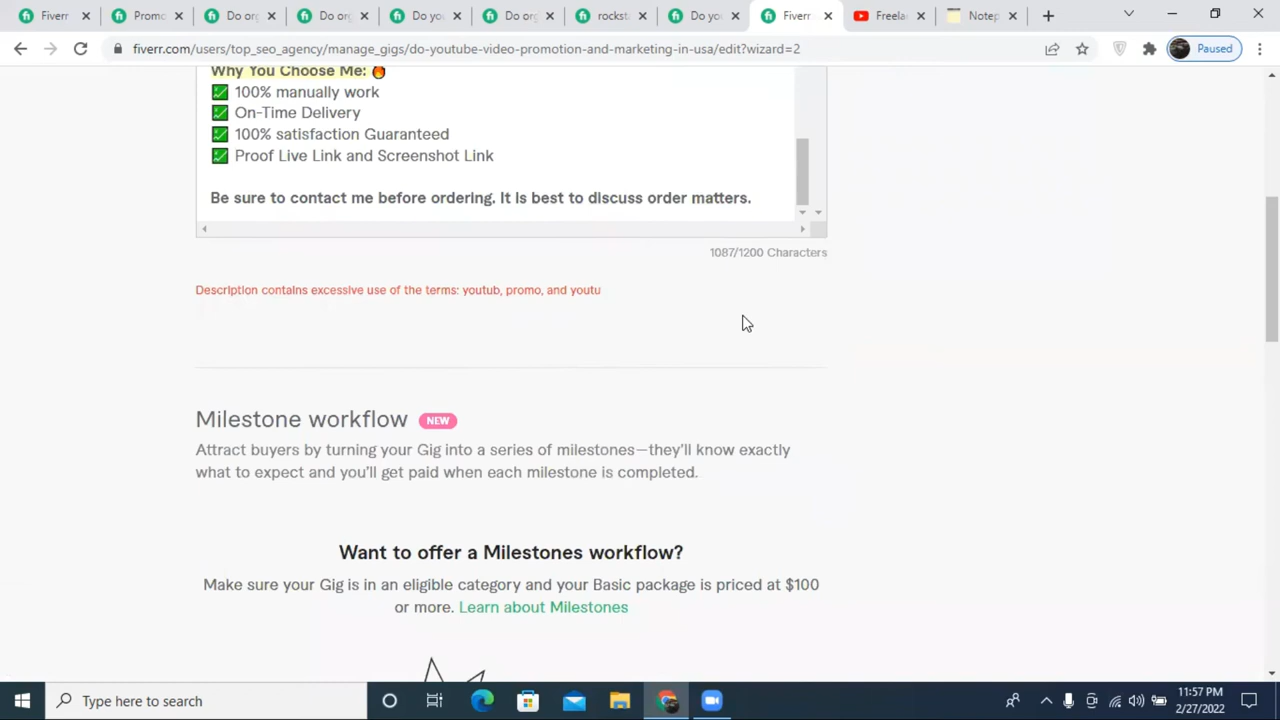 Fiverr
Promo
Do or
Do or
Do you
Do or
rocksta
Do you
Fiverr
Freelan
Notep
fiverr.com/users/top_seo_agency/manage_gigs/do-youtube-video-promotion-and-marketing-in-usa/edit?wizard=2
Paused
Why You Choose Me:
100% manually work
On-Time Delivery
100% satisfaction Guaranteed
Proof Live Link and Screenshot Link
Be sure to contact me before ordering. It is best to discuss order matters.
1087/1200 Characters
Description contains excessive use of the terms: youtub, promo, and youtu
Milestone workflow NEW
Attract buyers by turning your Gig into a series of milestones—they'll know exactly
what to expect and you'll get paid when each milestone is completed.
Want to offer a Milestones workflow?
Make sure your Gig is in an eligible category and your Basic package is priced at $100
or more. Learn about Milestones
Type here to search
11:57 PM
2/27/2022